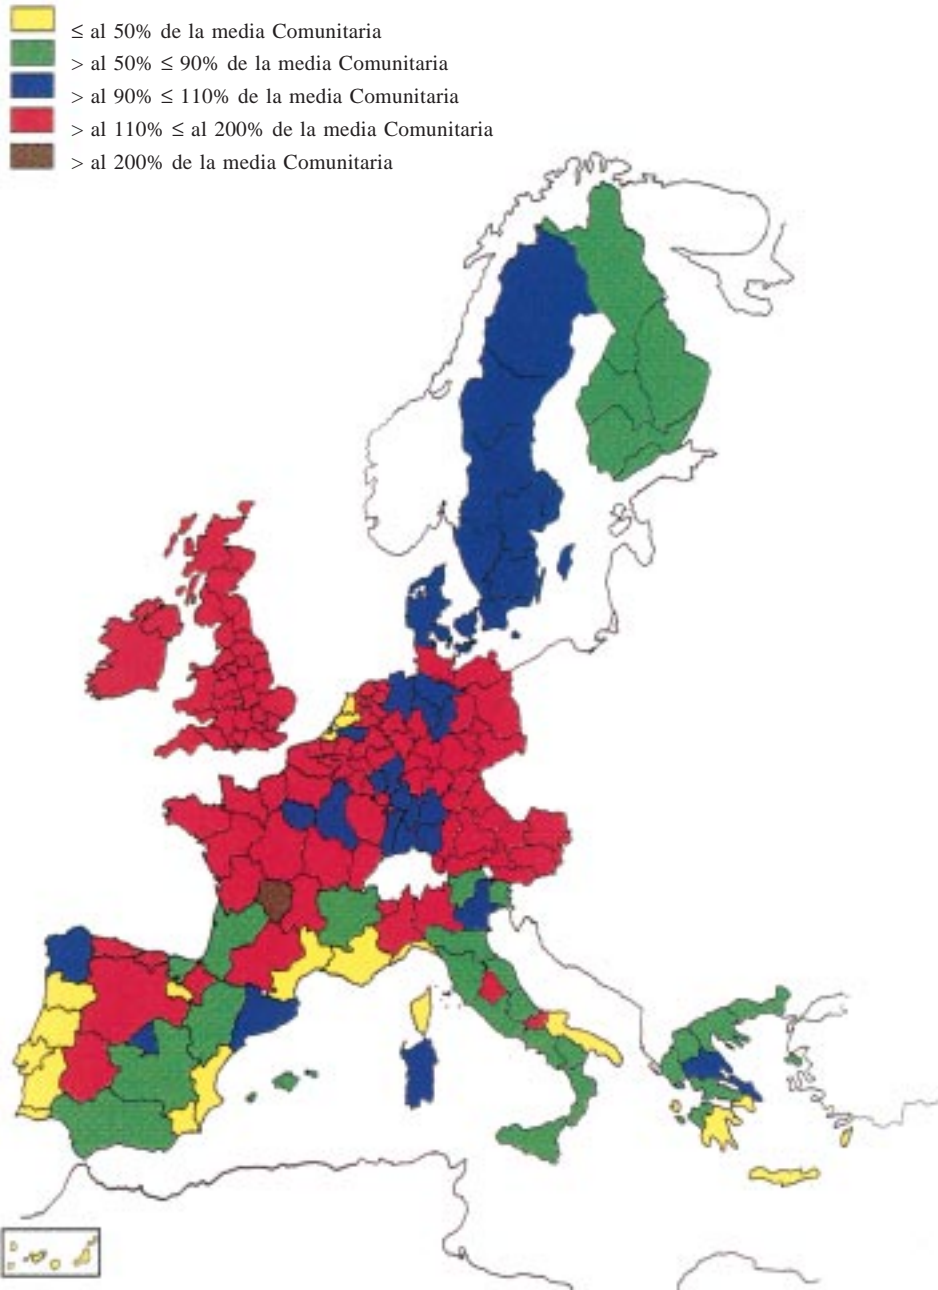 ≤ al 50% de la media Comunitaria
> al 50% ≤ 90% de la media Comunitaria
> al 90% ≤ 110% de la media Comunitaria
> al 110% ≤ al 200% de la media Comunitaria
> al 200% de la media Comunitaria